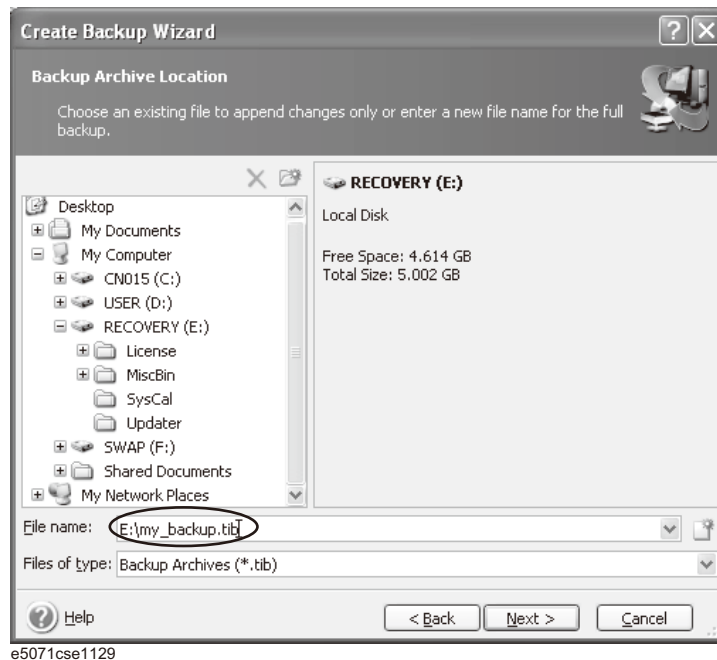 Create Backup Wizard
Backup Archive Location
Choose an existing file to append changes only or enter a new file name for the full
backup.
Desktop
My Documents
My Computer
CN015 (C:)
USER (D:)
RECOVERY (E:)
License
MiscBin
SysCal
Updater
SWAP (F:)
Shared Documents
My Network Places
RECOVERY (E:)
Local Disk
Free Space: 4.614 GB
Total Size: 5.002 GB
File name: E:\my_backup.tib
Files of type: Backup Archives (*.tib)
Help
< Back
Next >
Cancel
e5071cse1129